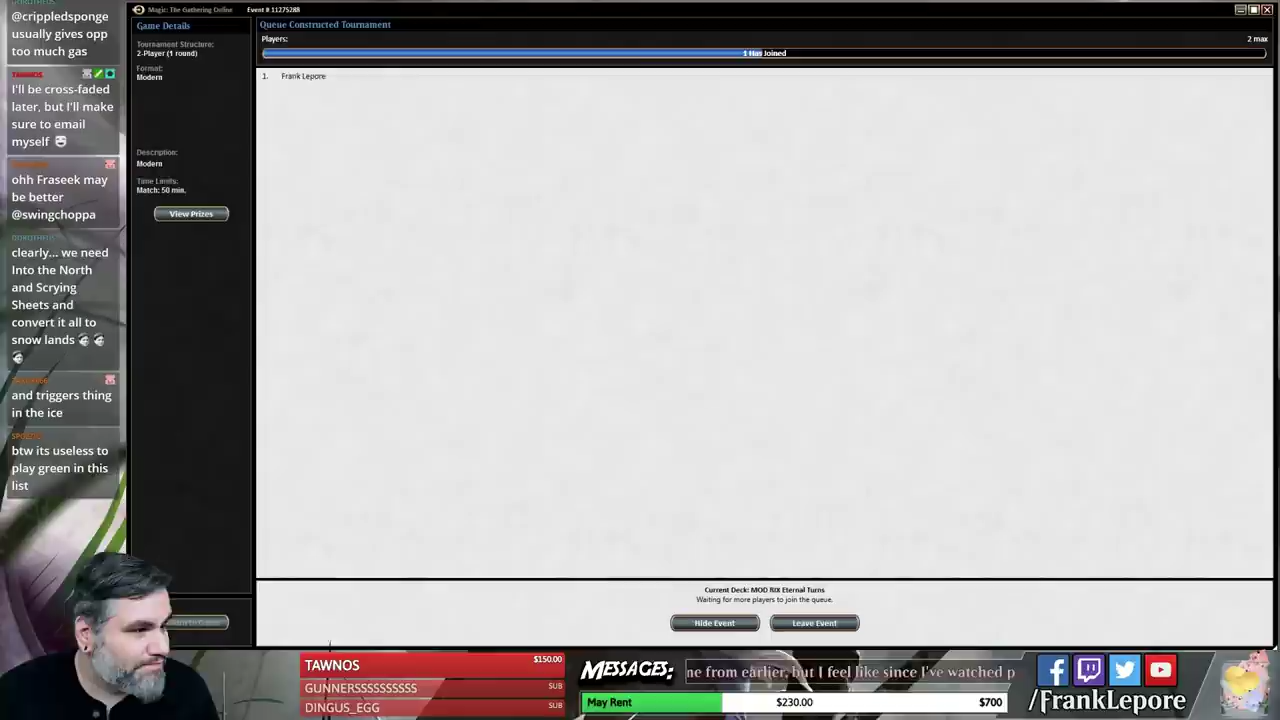 @crippledsponge
usually gives opp
too much gas
TAWNOS
I'll be cross-faded
later, but I'll make
sure to email
myself
ohh Fraseek may
be better
@swingchoppa
clearly... we need
Into the North
and Scrying
Sheets and
convert it all to
snow lands
and triggers thing
in the ice
btw its useless to
play green in this
list
Magic: The Gathering Online Event # 11275288
Game Details
Tournament Structure:
2-Player (1 round)
Format:
Modern
Description:
Modern
Time Limits:
Match: 50 min.
View Prizes
Queue Constructed Tournament
Players: 2 max
1 Has Joined
1. Frank Lepore
Current Deck: MOD RIX Eternal Turns
Waiting for more players to join the queue.
Hide Event Leave Event
TAWNOS $150.00
GUNNERSSSSSSSSSS SUB
DINGUS_EGG SUB
MESSAGES: me from earlier, but I feel like since I've watched p
May Rent $230.00 $700
/FrankLepore